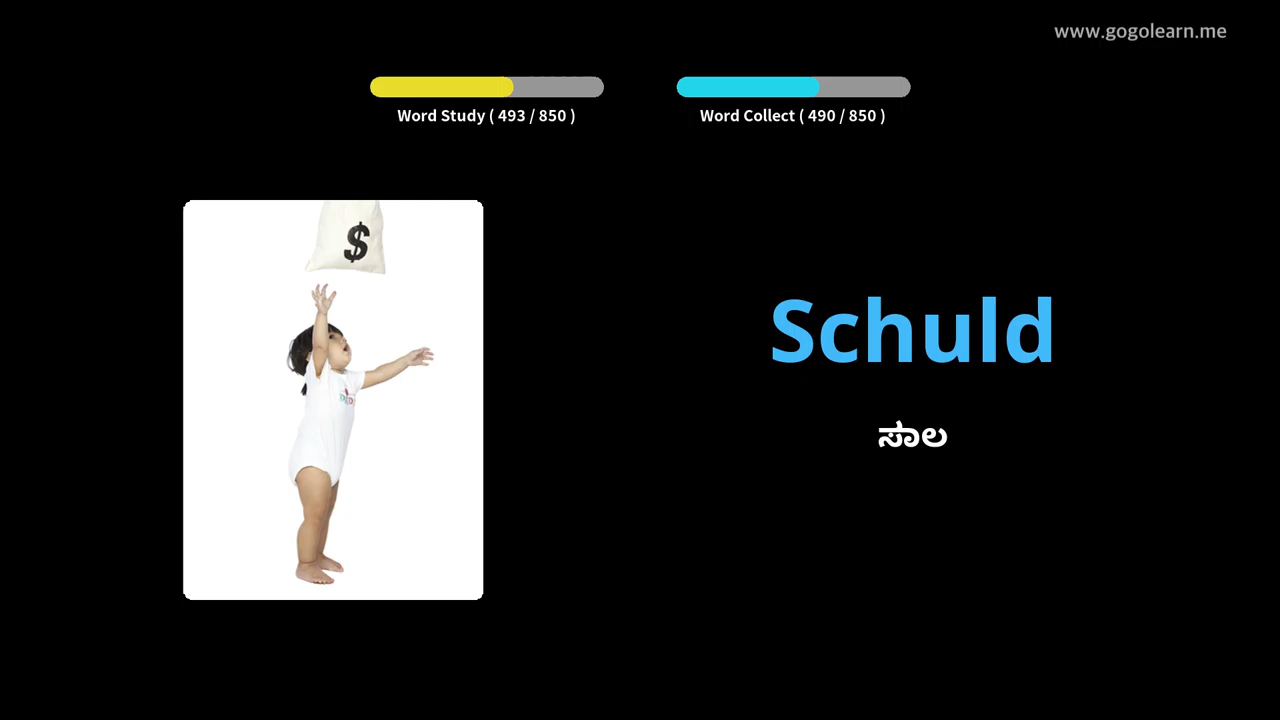 www.gogolearn.me
Word Study ( 493 / 850 )
Word Collect ( 490 / 850 )
$
Schuld
ಸಾಲ